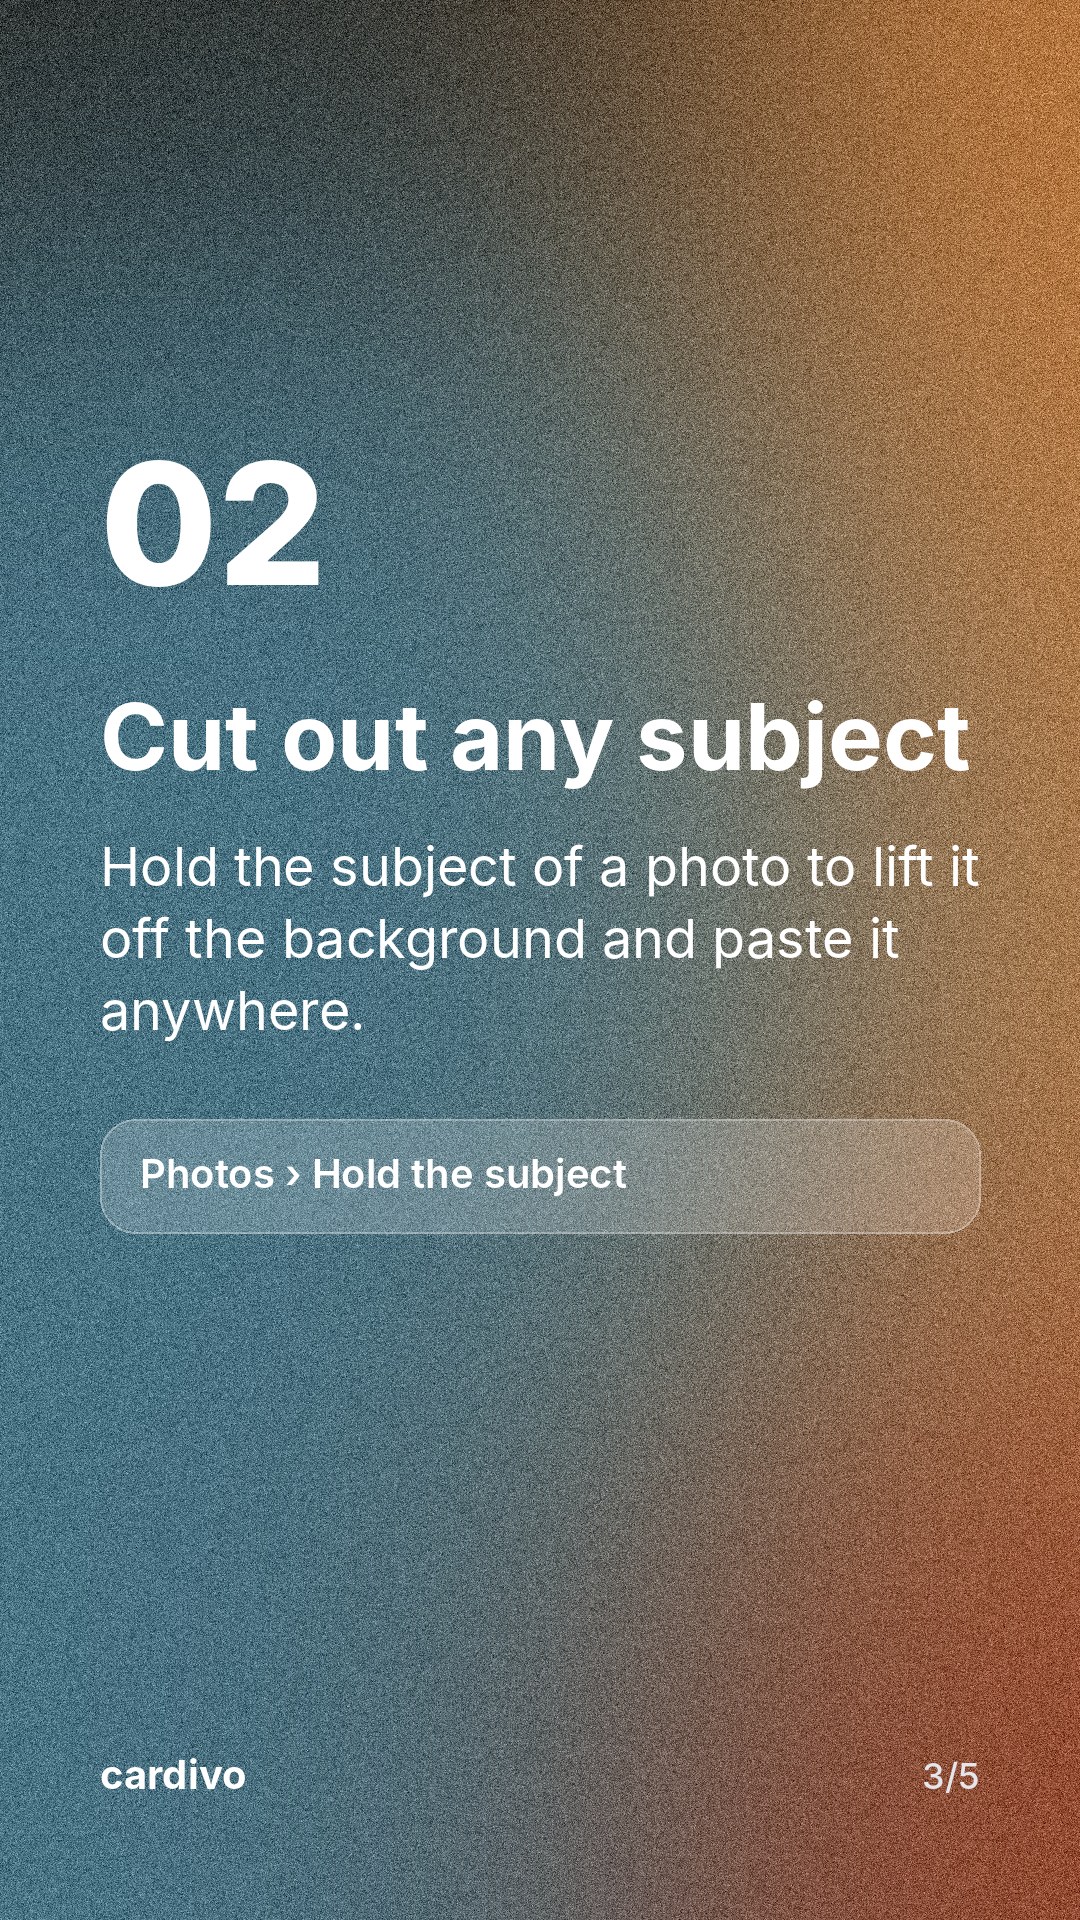 02
Cut out any subject
Hold the subject of a photo to lift it
off the background and paste it
anywhere.
Photos › Hold the subject
cardivo
3/5